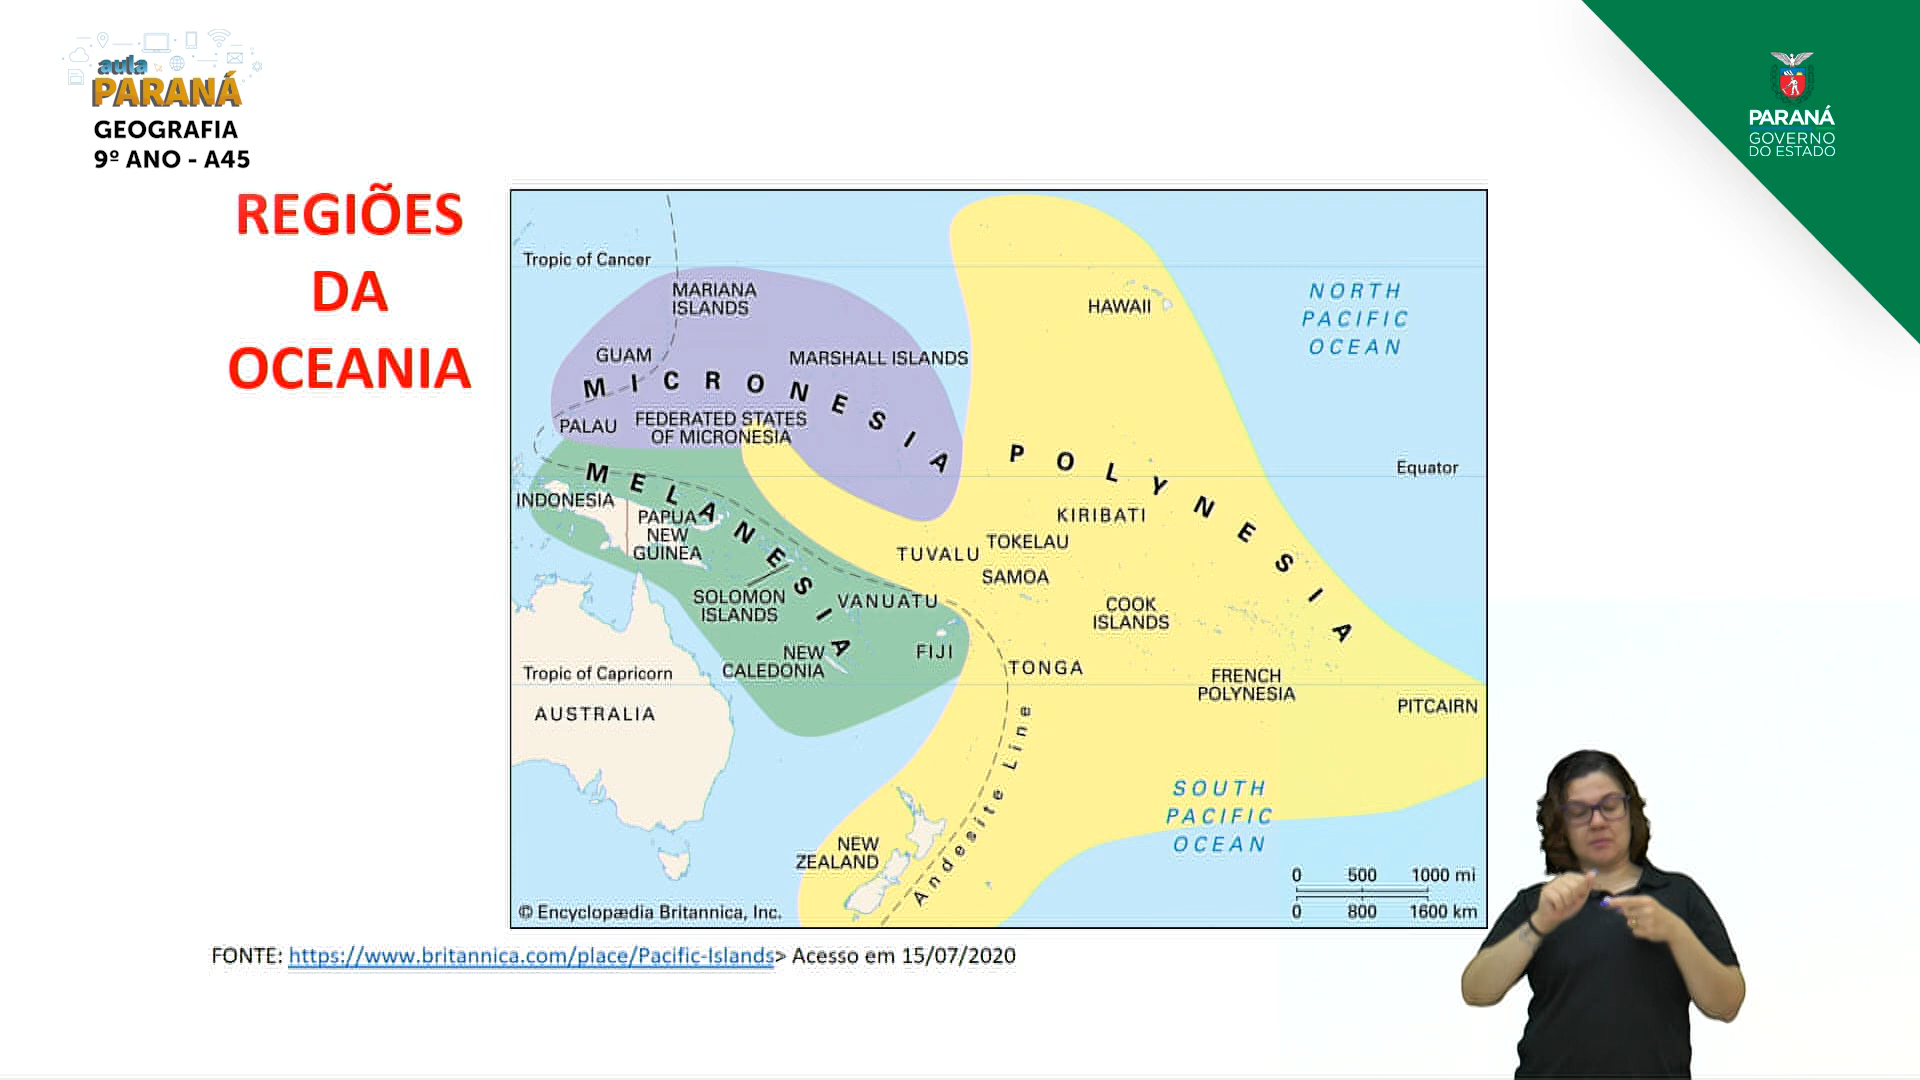 aula
PARANÁ
GEOGRAFIA
9º ANO - A45
PARANÁ
GOVERNO
DO ESTADO
REGIÕES
DA
OCEANIA
Tropic of Cancer
MARIANA
ISLANDS
HAWAII
NORTH
PACIFIC
OCEAN
GUAM
MARSHALL ISLANDS
MICRONESIA
PALAU
FEDERATED STATES
OF MICRONESIA
POLYNESIA
Equator
MELANESIA
INDONESIA
PAPUA
NEW
GUINEA
KIRIBATI
TUVALU
TOKELAU
SAMOA
SOLOMON
ISLANDS
VANUATU
COOK
ISLANDS
NEW
CALEDONIA
FIJI
TONGA
Tropic of Capricorn
FRENCH
POLYNESIA
PITCAIRN
AUSTRALIA
Andesite Line
SOUTH
PACIFIC
OCEAN
NEW
ZEALAND
0 500 1000 mi
0 800 1600 km
© Encyclopædia Britannica, Inc.
FONTE: https://www.britannica.com/place/Pacific-Islands> Acesso em 15/07/2020